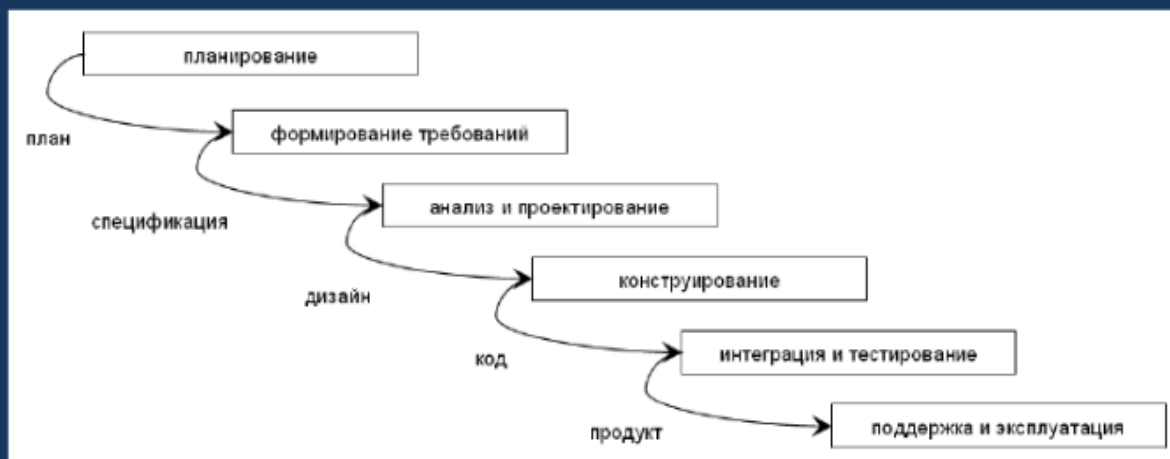 планирование
план
формирование требований
спецификация
анализ и проектирование
дизайн
конструирование
код
интеграция и тестирование
продукт
поддержка и эксплуатация